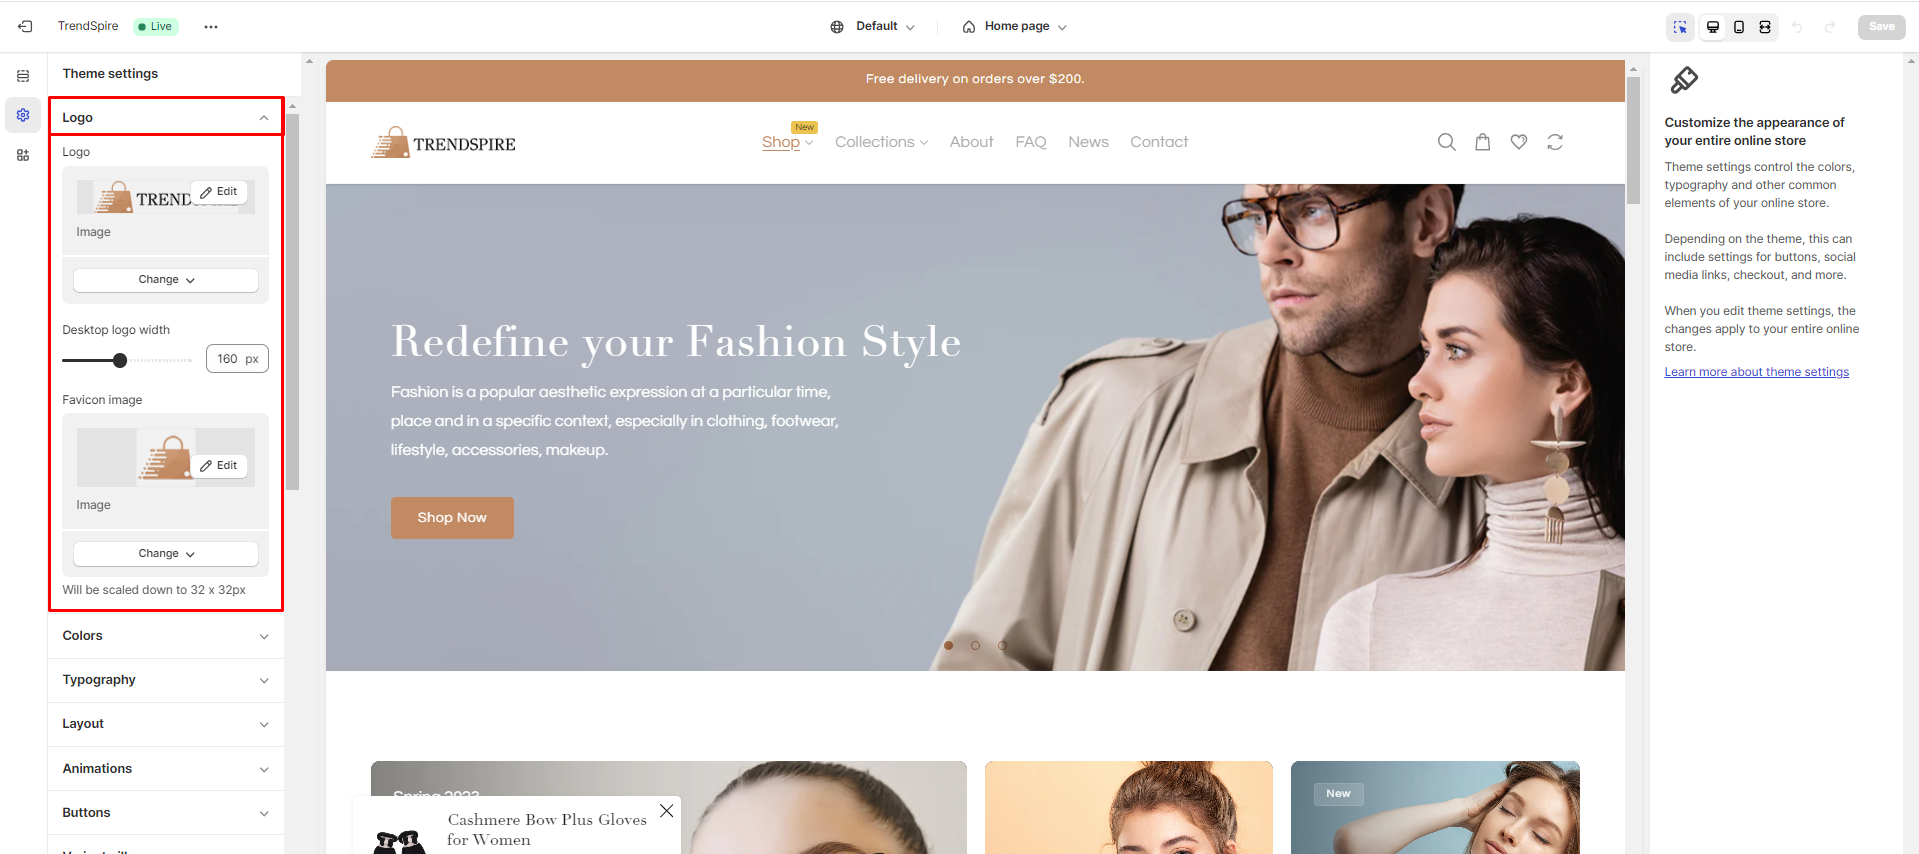 TrendSpire
Live
Default
Home page
Save
Theme settings
Logo
Logo
TREND
Edit
Image
Change
Desktop logo width
160 px
Favicon image
Edit
Image
Change
Will be scaled down to 32 x 32px
Colors
Typography
Layout
Animations
Buttons
Free delivery on orders over $200.
TRENDSPIRE
New
Shop
Collections
About
FAQ
News
Contact
Redefine your Fashion Style
Fashion is a popular aesthetic expression at a particular time,
place and in a specific context, especially in clothing, footwear,
lifestyle, accessories, makeup.
Shop Now
Spring 2023
Cashmere Bow Plus Gloves
for Women
New
Customize the appearance of
your entire online store
Theme settings control the colors,
typography and other common
elements of your online store.
Depending on the theme, this can
include settings for buttons, social
media links, checkout, and more.
When you edit theme settings, the
changes apply to your entire online
store.
Learn more about theme settings